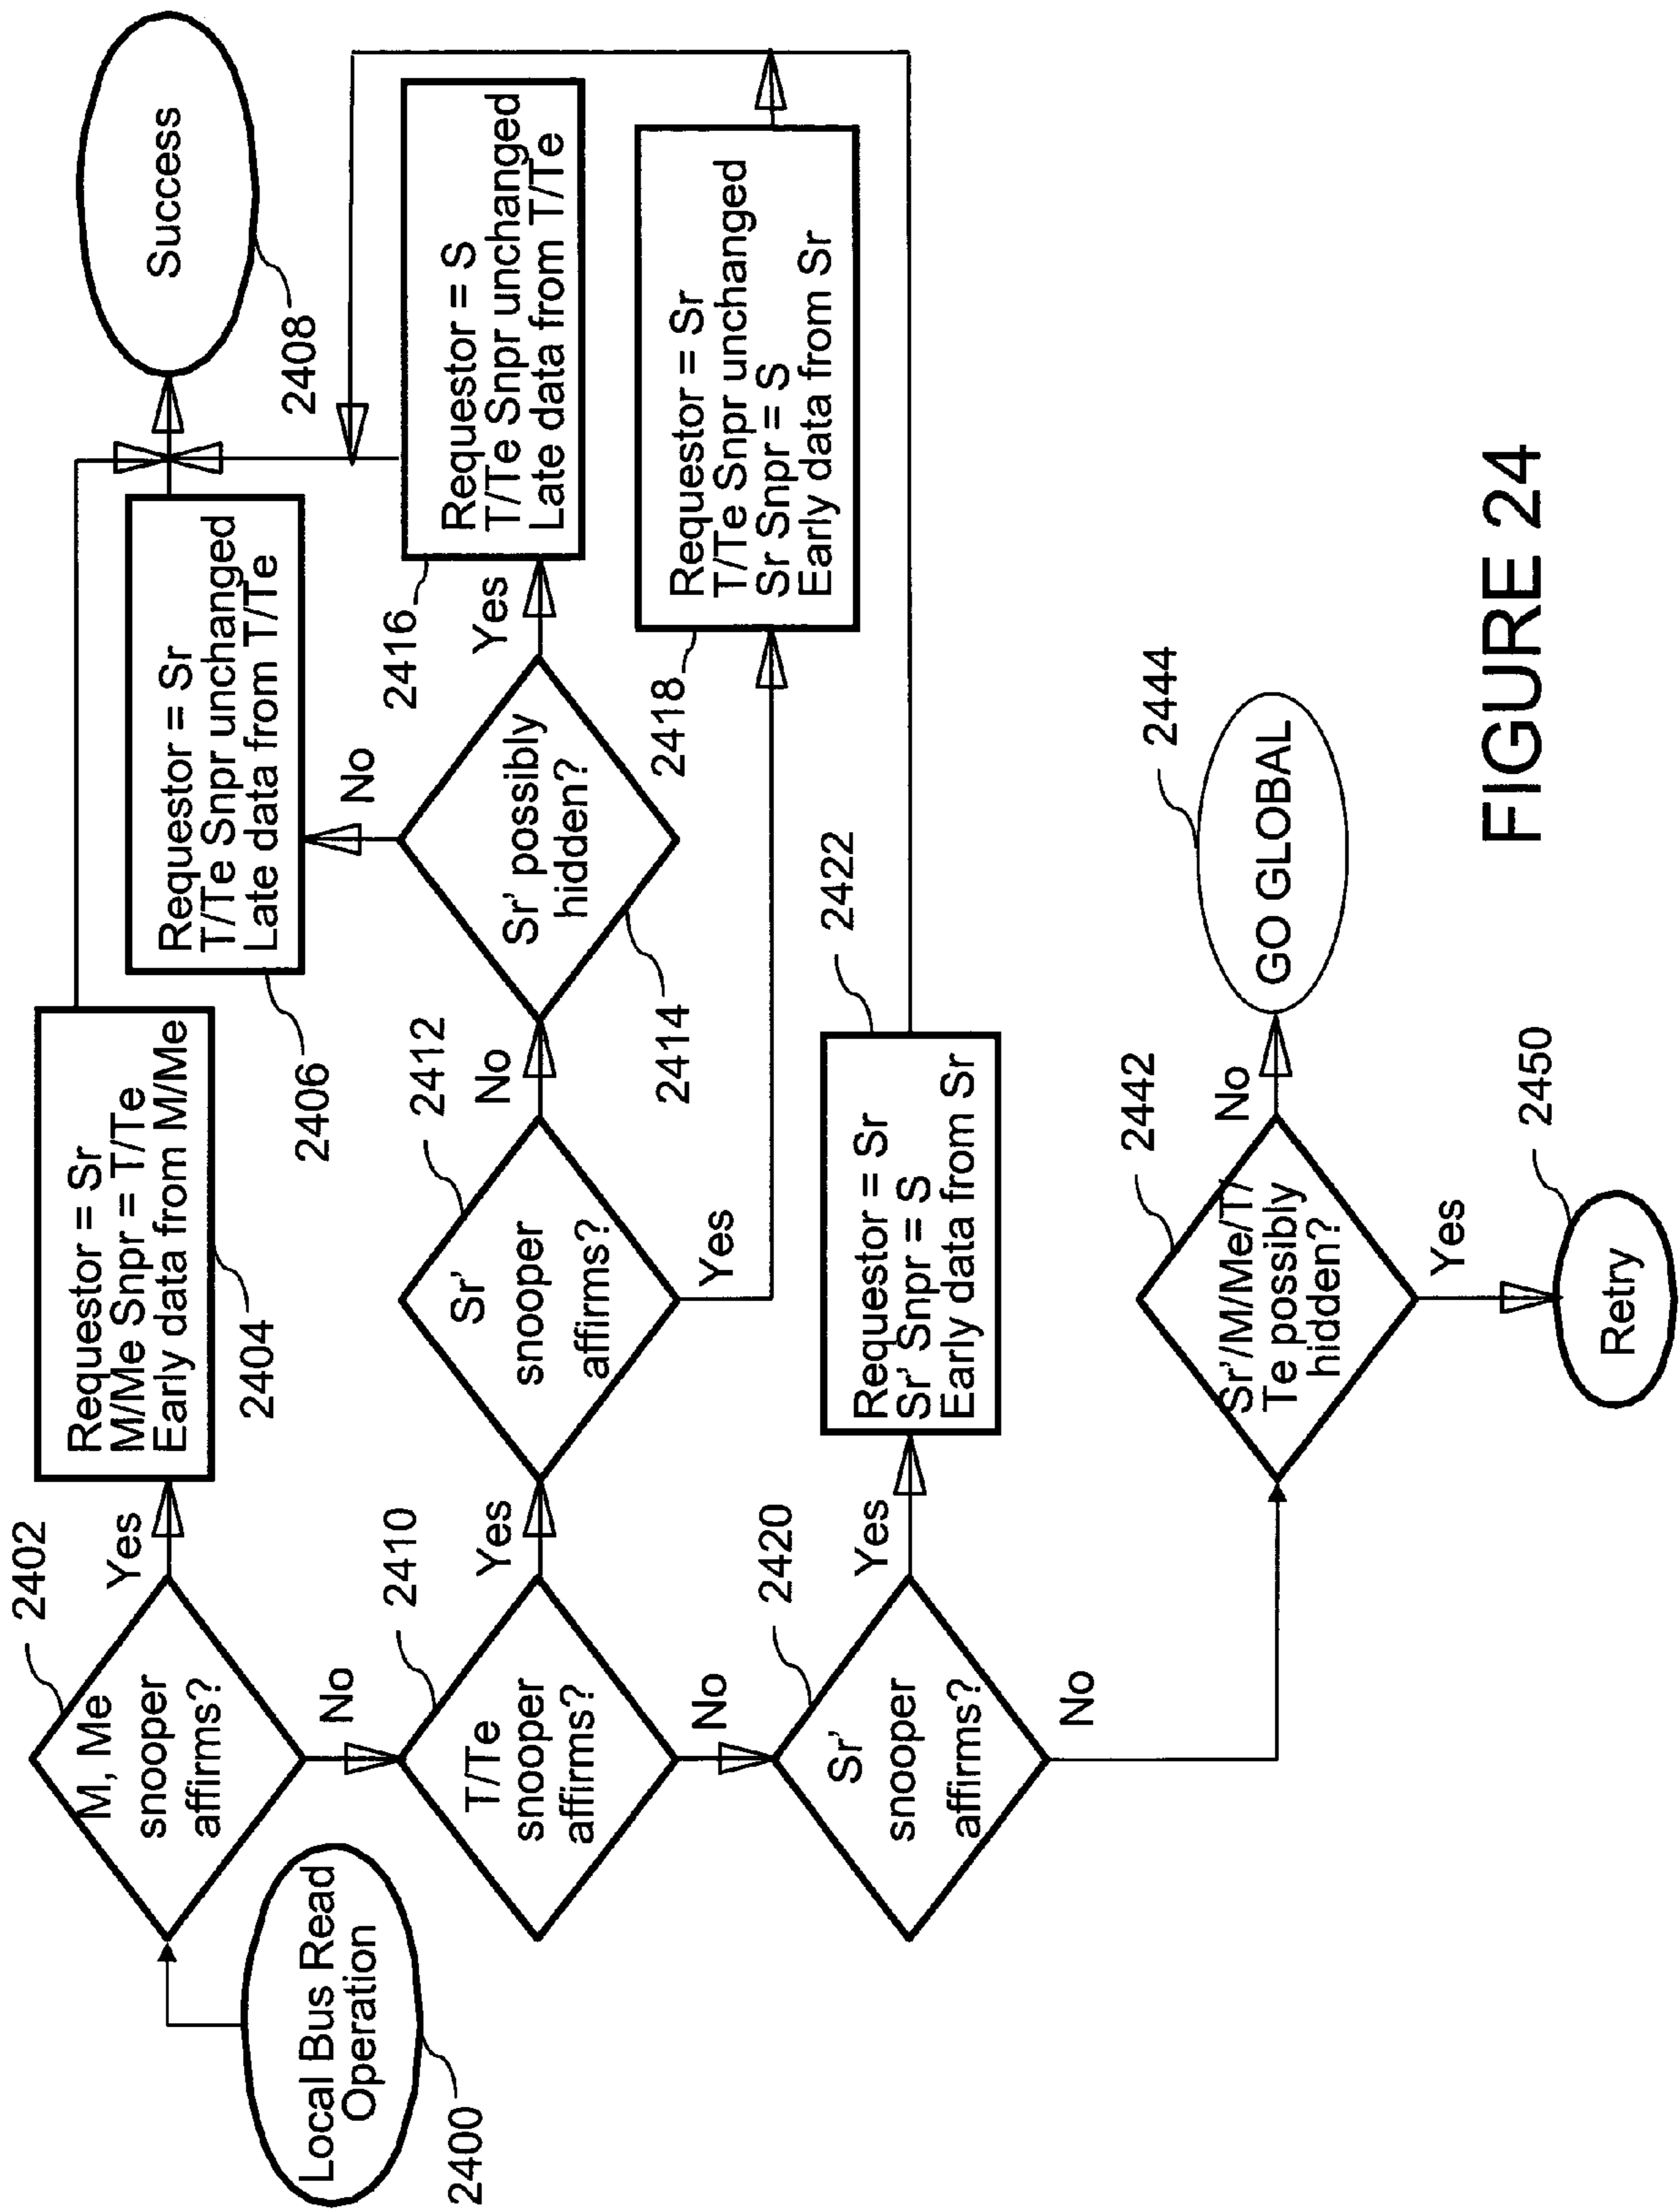 Local Bus Read
Operation
2400
M, Me
snooper
affirms?
2402
Yes
No
Requestor = Sr
M/Me Snpr = T/Te
Early data from M/Me
2404
Requestor = Sr
T/Te Snpr unchanged
Late data from T/Te
2406
Success
2408
T/Te
snooper
affirms?
2410
Yes
No
Sr'
snooper
affirms?
2412
No
Yes
Sr' possibly
hidden?
2414
No
Yes
Requestor = S
T/Te Snpr unchanged
Late data from T/Te
2416
Requestor = Sr
T/Te Snpr unchanged
Sr Snpr = S
Early data from Sr
2418
Sr'
snooper
affirms?
2420
Yes
No
Requestor = Sr
Sr' Snpr = S
Early data from Sr
2422
Sr'/M/Me/T/
Te possibly
hidden?
2442
No
Yes
GO GLOBAL
2444
Retry
2450
FIGURE 24